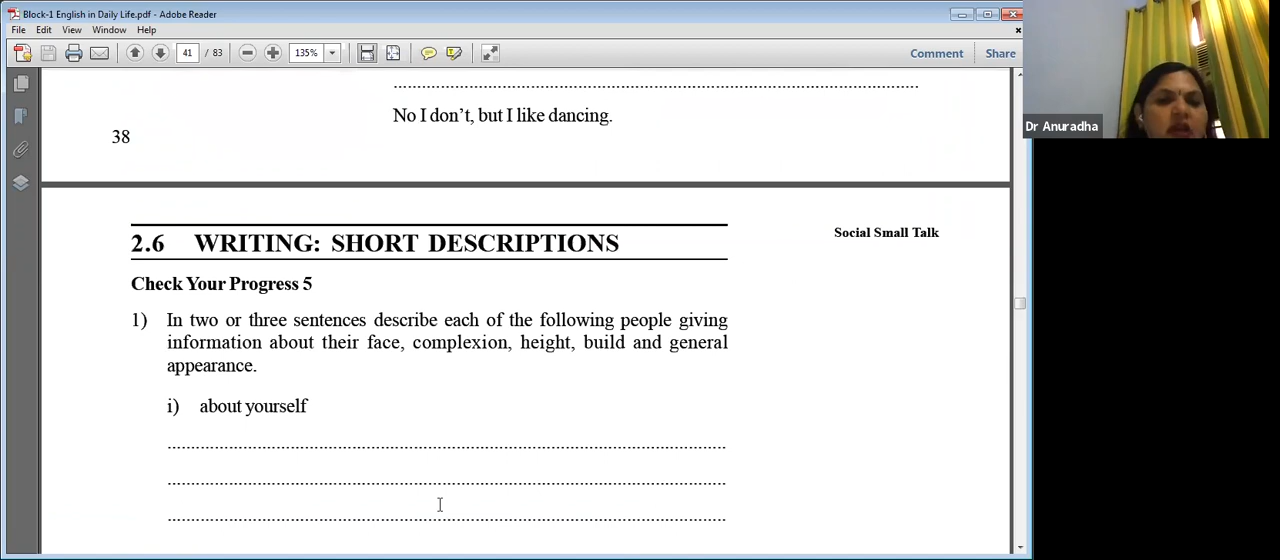 Block-1 English in Daily Life.pdf - Adobe Reader
File Edit View Window Help
41 / 83 135% Comment Share
No I don't, but I like dancing.
38
Dr Anuradha
2.6 WRITING: SHORT DESCRIPTIONS
Social Small Talk
Check Your Progress 5
1) In two or three sentences describe each of the following people giving
information about their face, complexion, height, build and general
appearance.
i) about yourself